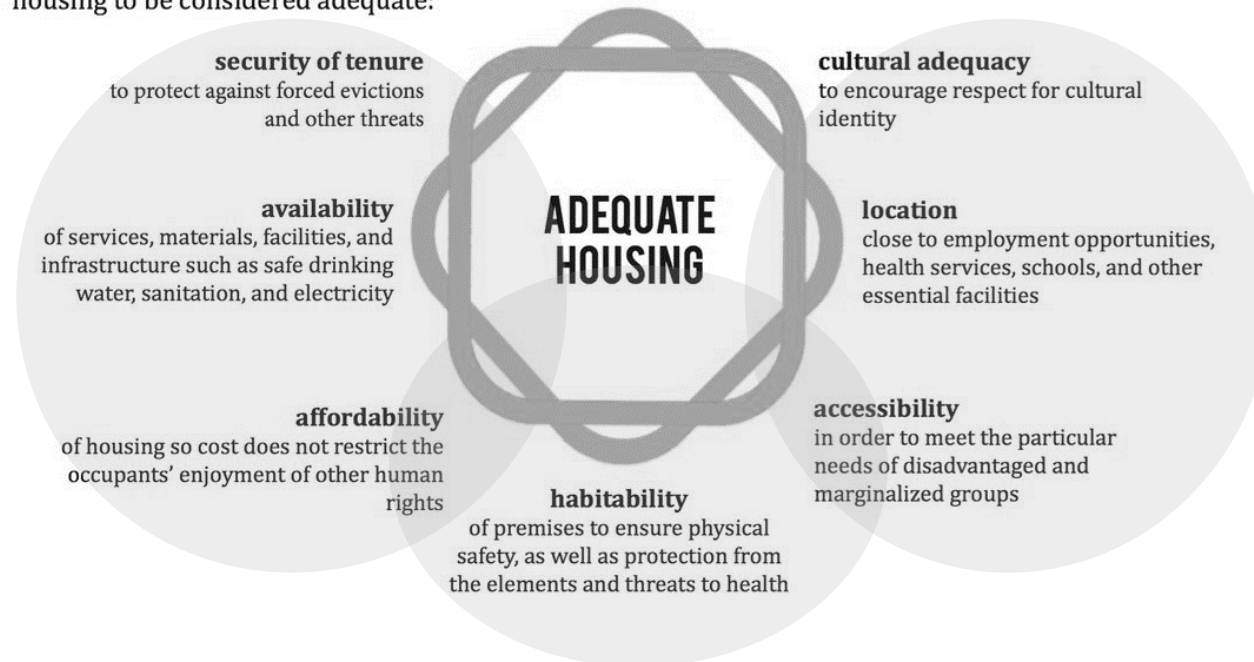 housing to be considered adequate:
security of tenure
to protect against forced evictions
and other threats
availability
of services, materials, facilities, and
infrastructure such as safe drinking
water, sanitation, and electricity
affordability
of housing so cost does not restrict the
occupants’ enjoyment of other human
rights
ADEQUATE
HOUSING
habitability
of premises to ensure physical
safety, as well as protection from
the elements and threats to health
cultural adequacy
to encourage respect for cultural
identity
location
close to employment opportunities,
health services, schools, and other
essential facilities
accessibility
in order to meet the particular
needs of disadvantaged and
marginalized groups